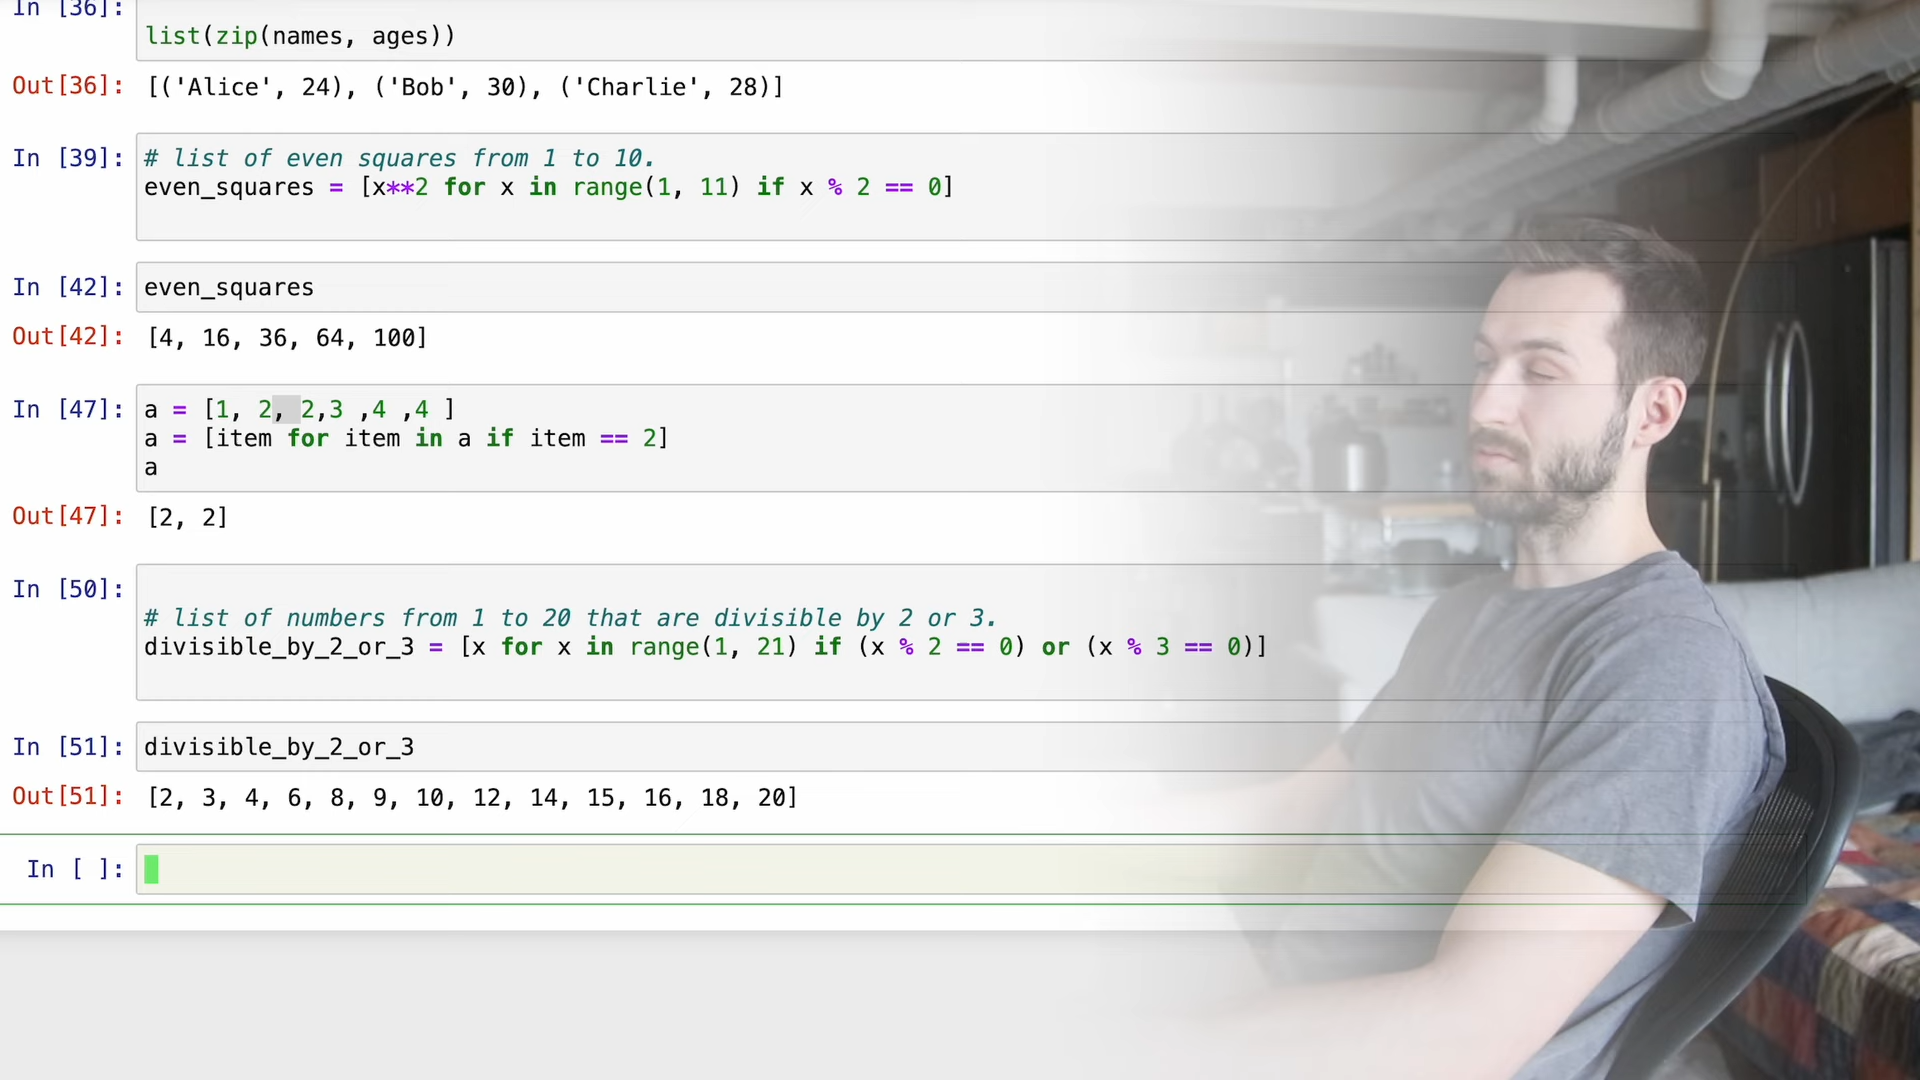 In [36]:
list(zip(names, ages))
Out[36]: [('Alice', 24), ('Bob', 30), ('Charlie', 28)]
In [39]: # list of even squares from 1 to 10.
even_squares = [x**2 for x in range(1, 11) if x % 2 == 0]
In [42]: even_squares
Out[42]: [4, 16, 36, 64, 100]
In [47]: a = [1, 2, 2,3 ,4 ,4 ]
a = [item for item in a if item == 2]
a
Out[47]: [2, 2]
In [50]:
# list of numbers from 1 to 20 that are divisible by 2 or 3.
divisible_by_2_or_3 = [x for x in range(1, 21) if (x % 2 == 0) or (x % 3 == 0)]
In [51]: divisible_by_2_or_3
Out[51]: [2, 3, 4, 6, 8, 9, 10, 12, 14, 15, 16, 18, 20]
In [ ]: